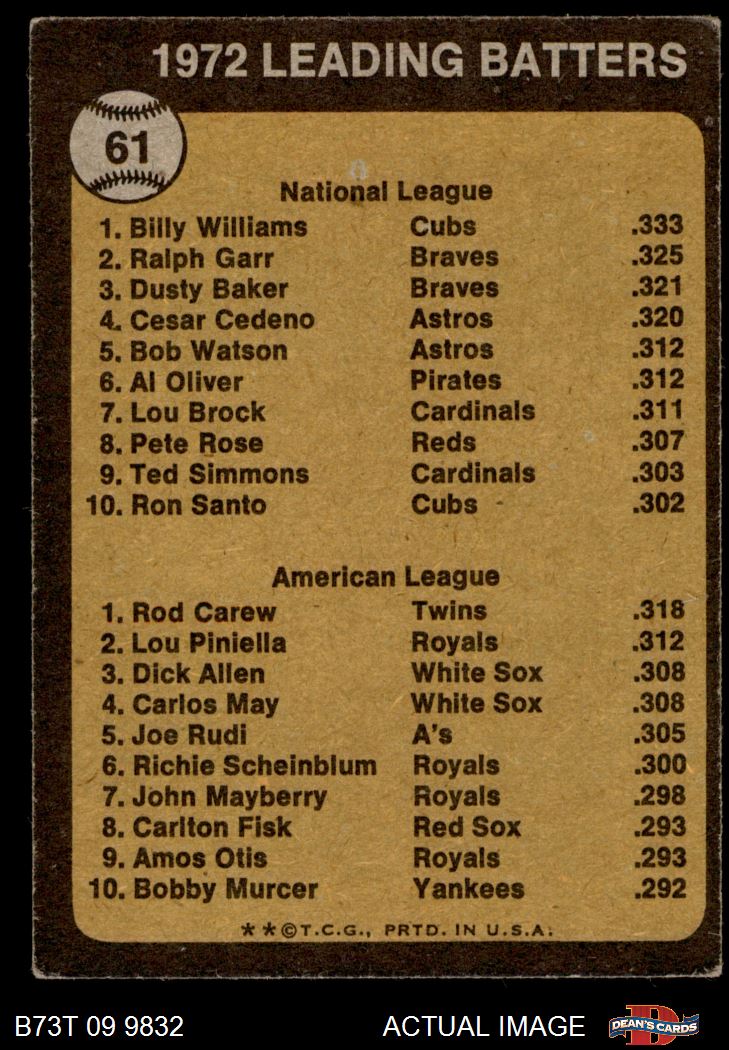 1972 LEADING BATTERS
61
National League
1. Billy Williams Cubs .333
2. Ralph Garr Braves .325
3. Dusty Baker Braves .321
4. Cesar Cedeno Astros .320
5. Bob Watson Astros .312
6. Al Oliver Pirates .312
7. Lou Brock Cardinals .311
8. Pete Rose Reds .307
9. Ted Simmons Cardinals .303
10. Ron Santo Cubs .302
American League
1. Rod Carew Twins .318
2. Lou Piniella Royals .312
3. Dick Allen White Sox .308
4. Carlos May White Sox .308
5. Joe Rudi A's .305
6. Richie Scheinblum Royals .300
7. John Mayberry Royals .298
8. Carlton Fisk Red Sox .293
9. Amos Otis Royals .293
10. Bobby Murcer Yankees .292
**©T.C.G., PRTD. IN U.S.A.
B73T 09 9832 ACTUAL IMAGE D DEAN'S CARDS